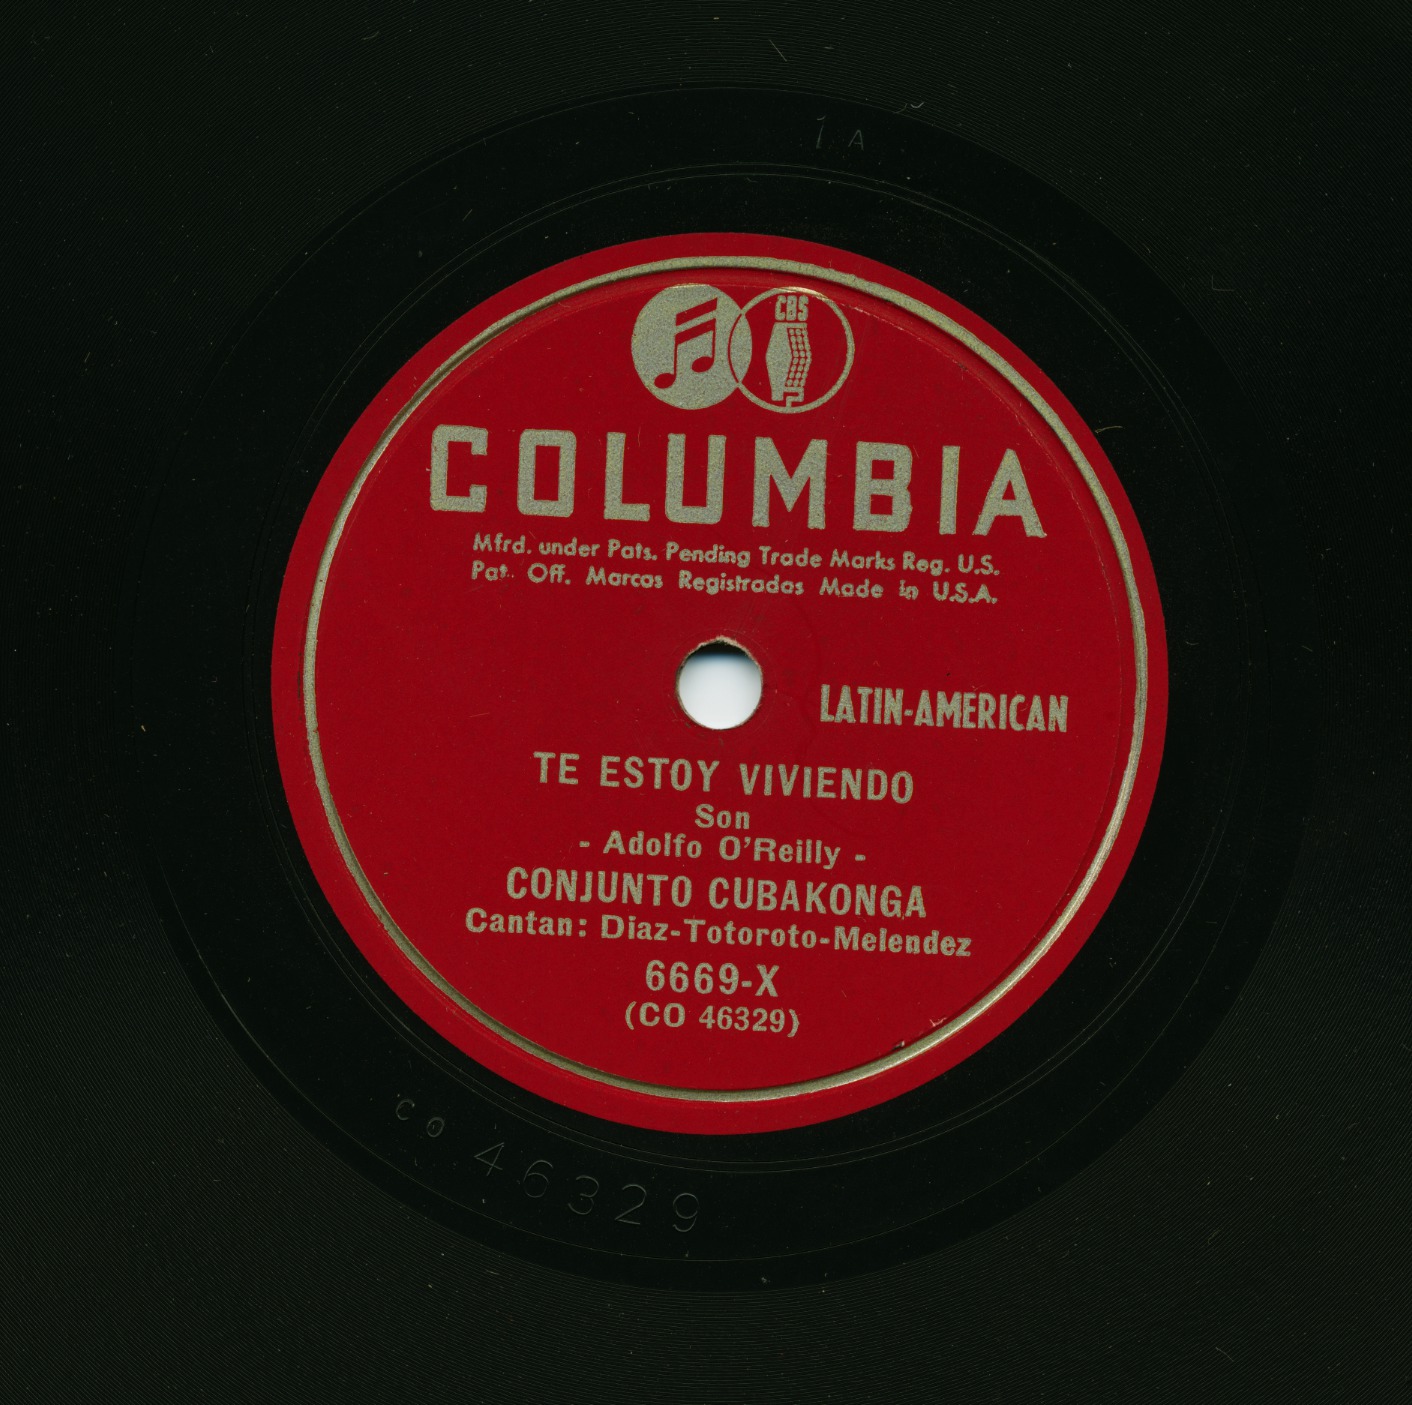 1 A
CBS
COLUMBIA
Mfrd. under Pats. Pending Trade Marks Reg. U.S.
Pat. Off. Marcas Registradas Made in U.S.A.
LATIN-AMERICAN
TE ESTOY VIVIENDO
Son
- Adolfo O'Reilly -
CONJUNTO CUBAKONGA
Cantan: Diaz-Totoroto-Melendez
6669-X
(CO 46329)
CO 46329